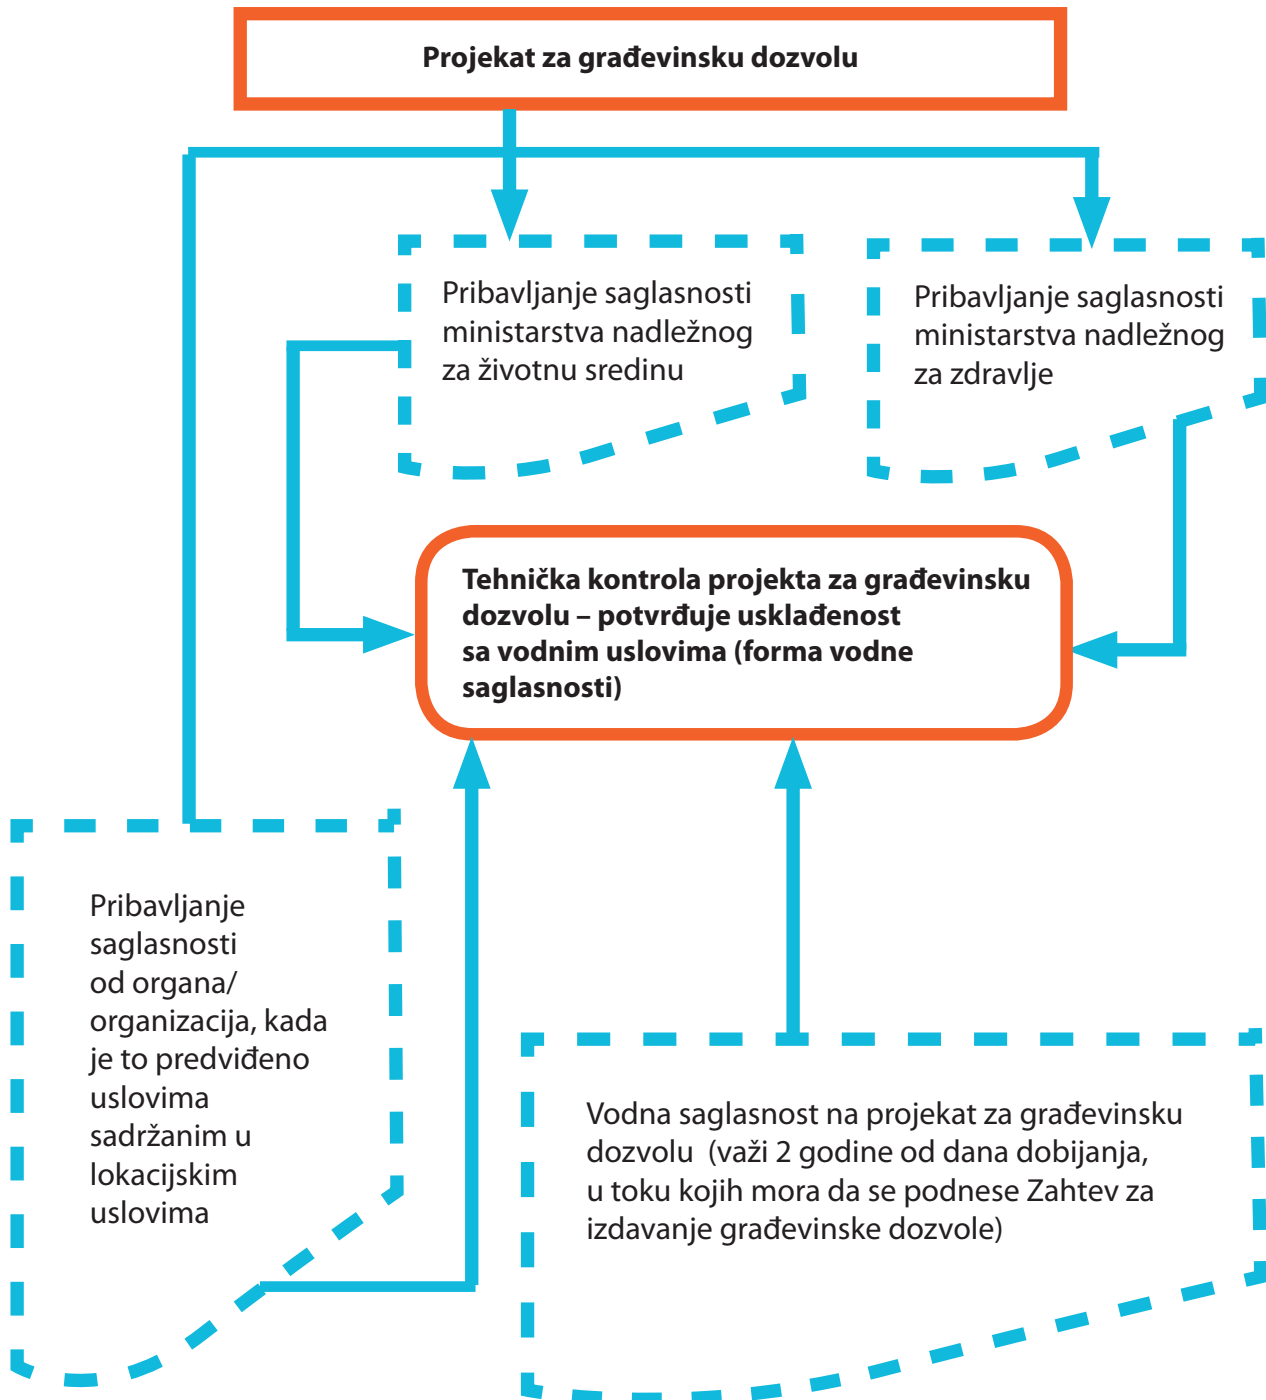 Projekat za građevinsku dozvolu
Pribavljanje saglasnosti
ministarstva nadležnog
za životnu sredinu
Pribavljanje saglasnosti
ministarstva nadležnog
za zdravlje
Tehnička kontrola projekta za građevinsku
dozvolu – potvrđuje usklađenost
sa vodnim uslovima (forma vodne
saglasnosti)
Pribavljanje
saglasnosti
od organa/
organizacija, kada
je to predviđeno
uslovima
sadržanim u
lokacijskim
uslovima
Vodna saglasnost na projekat za građevinsku
dozvolu  (važi 2 godine od dana dobijanja,
u toku kojih mora da se podnese Zahtev za
izdavanje građevinske dozvole)